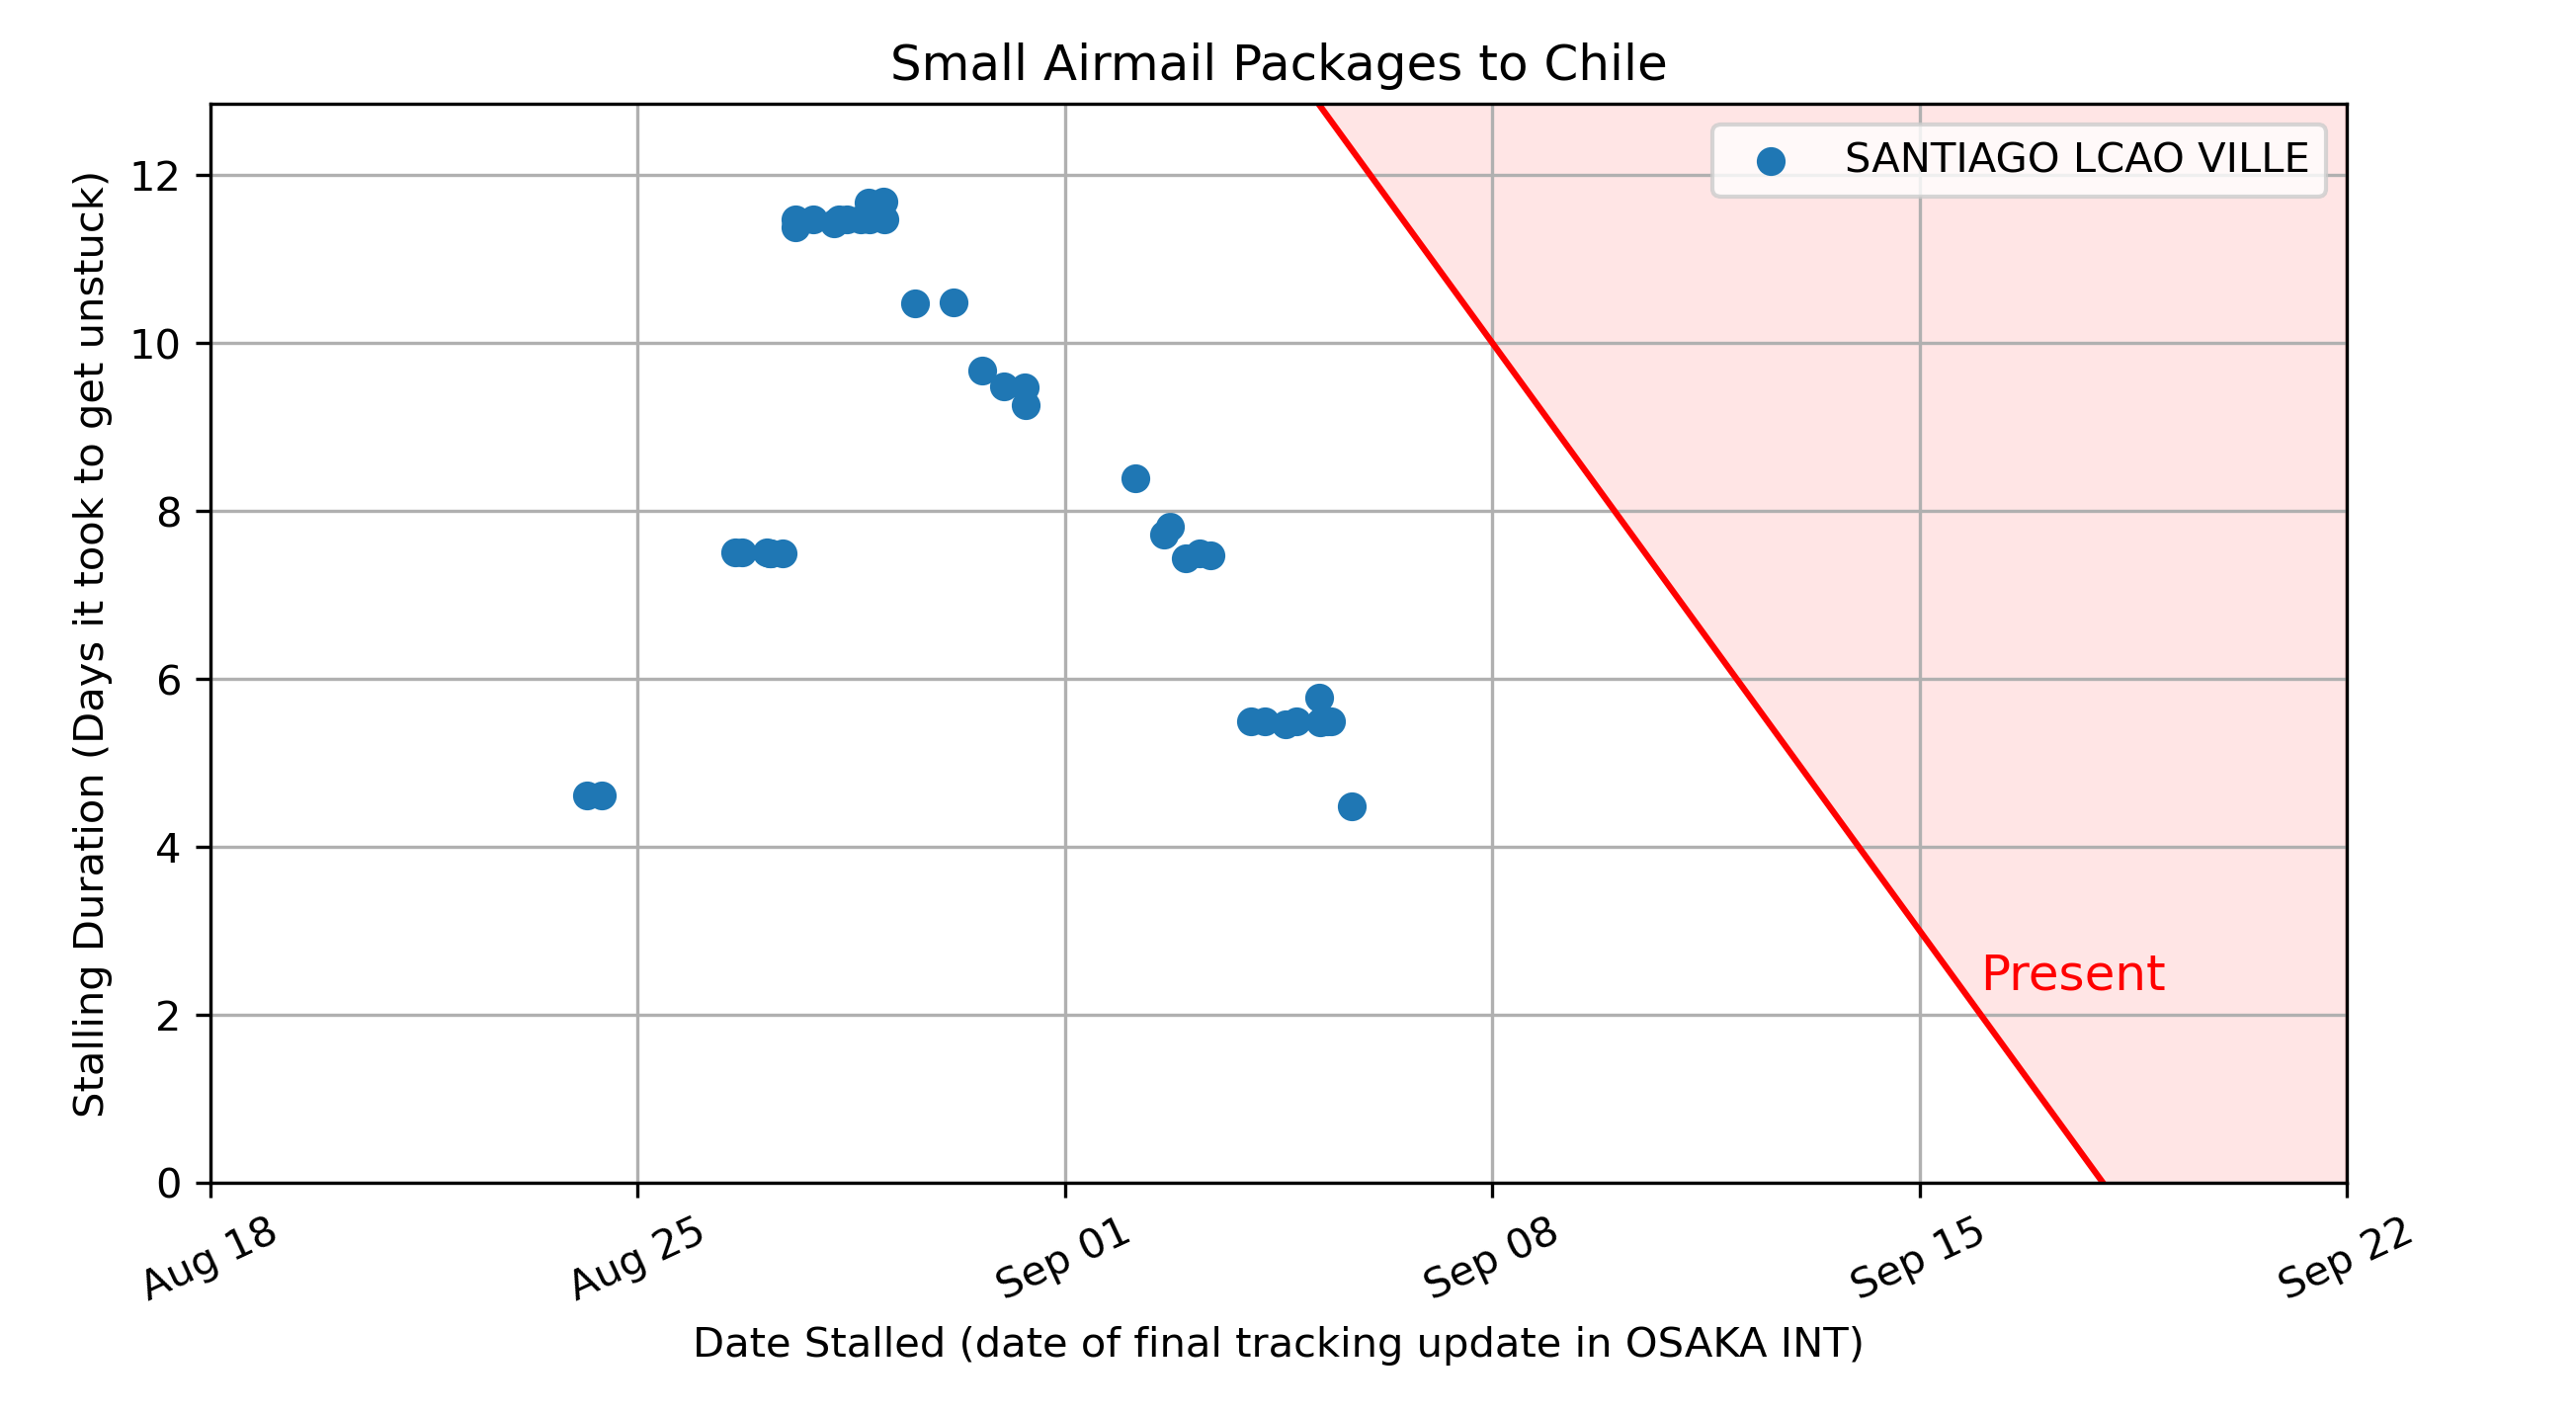 Small Airmail Packages to Chile
SANTIAGO LCAO VILLE
Stalling Duration (Days it took to get unstuck)
12
10
8
6
4
2
0
Present
Aug 18
Aug 25
Sep 01
Sep 08
Sep 15
Sep 22
Date Stalled (date of final tracking update in OSAKA INT)